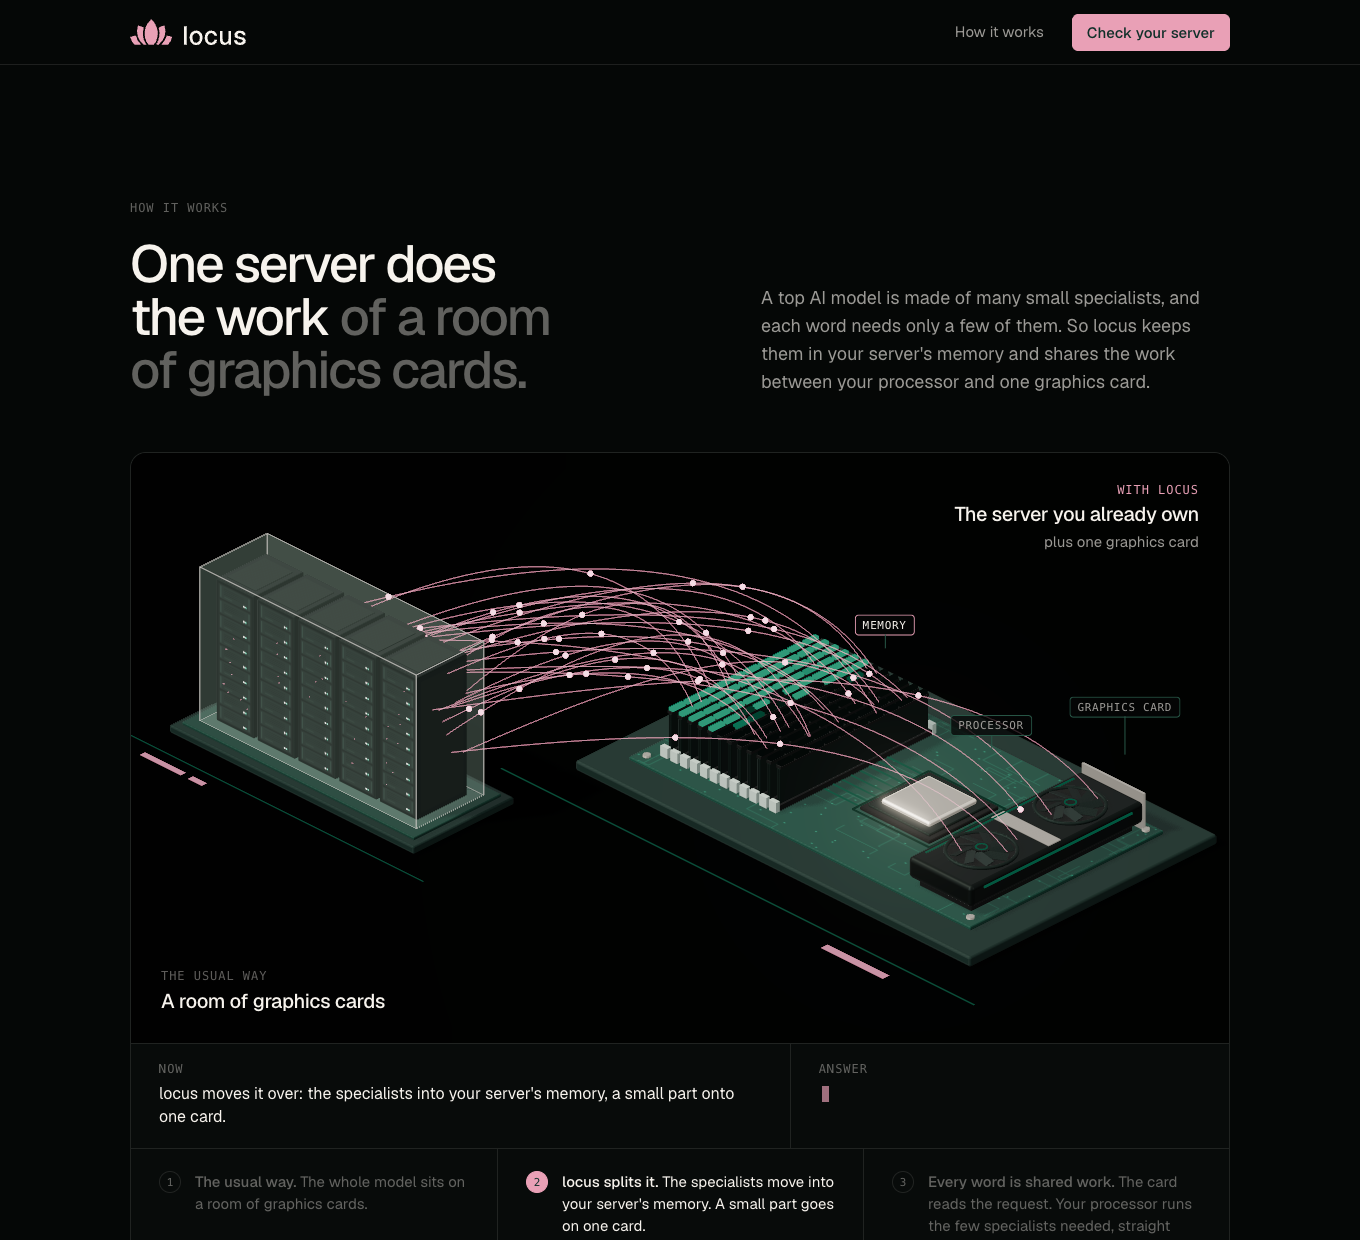 locus
How it works
Check your server
HOW IT WORKS
One server does
the work of a room
of graphics cards.
A top AI model is made of many small specialists, and
each word needs only a few of them. So locus keeps
them in your server's memory and shares the work
between your processor and one graphics card.
WITH LOCUS
The server you already own
plus one graphics card
MEMORY
GRAPHICS CARD
PROCESSOR
THE USUAL WAY
A room of graphics cards
NOW
locus moves it over: the specialists into your server's memory, a small part onto
one card.
ANSWER
1
The usual way. The whole model sits on
a room of graphics cards.
2
locus splits it. The specialists move into
your server's memory. A small part goes
on one card.
3
Every word is shared work. The card
reads the request. Your processor runs
the few specialists needed, straight